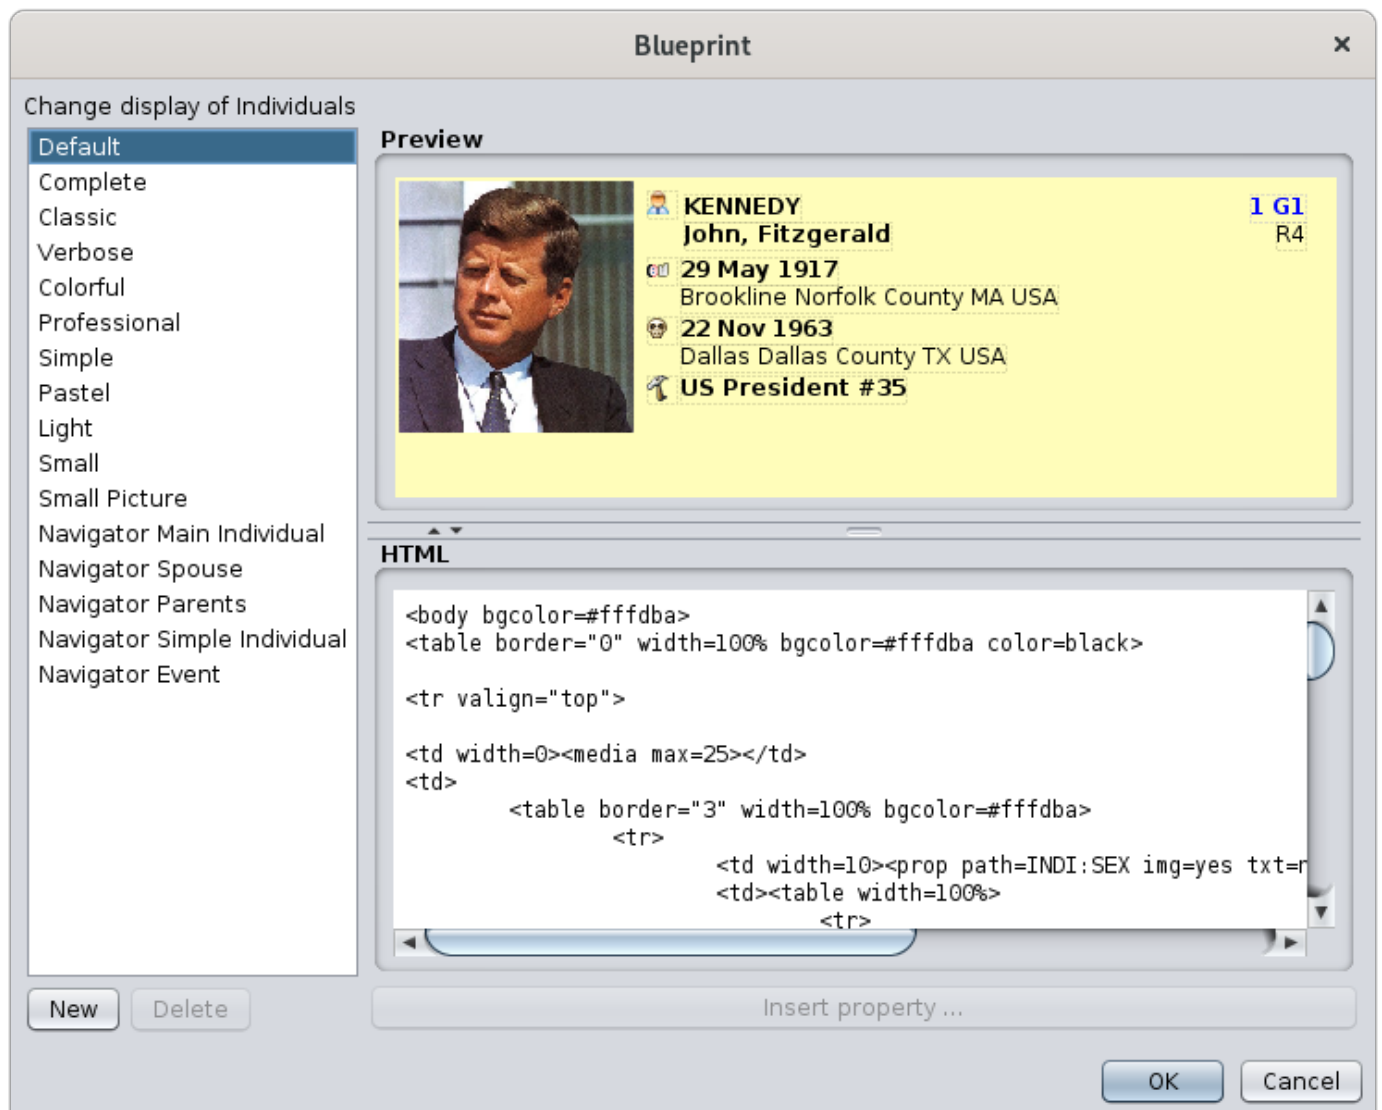 Blueprint
Change display of Individuals
Default
Complete
Classic
Verbose
Colorful
Professional
Simple
Pastel
Light
Small
Small Picture
Navigator Main Individual
Navigator Spouse
Navigator Parents
Navigator Simple Individual
Navigator Event
New
Delete
Preview
KENNEDY
1 G1
John, Fitzgerald
R4
29 May 1917
Brookline Norfolk County MA USA
22 Nov 1963
Dallas Dallas County TX USA
US President #35
HTML
<body bgcolor=#fffdba>
<table border="0" width=100% bgcolor=#fffdba color=black>
<tr valign="top">
<td width=0><media max=25></td>
<td>
<table border="3" width=100% bgcolor=#fffdba>
<tr>
<td width=10><prop path=INDI:SEX img=yes txt=
<td><table width=100%>
<tr>
Insert property ...
OK
Cancel